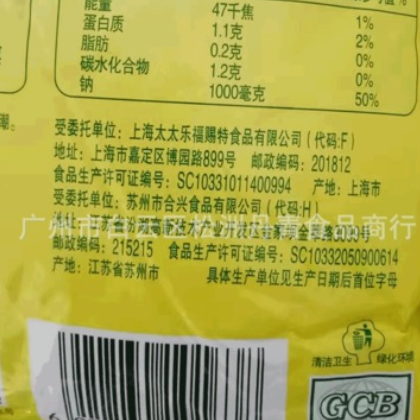 能量 47千焦 1%
蛋白质 1.1克 2%
脂肪 0.2克 0%
碳水化合物 1.2克 0%
钠 1000毫克 50%
受委托单位：上海太太乐福赐特食品有限公司（代码:F）
地址：上海市嘉定区博园路899号 邮政编码：201812
食品生产许可证编号：SC10331011400994 产地：上海市
受委托单位：苏州市合兴食品有限公司（代码:H）
广州市 食品商行
邮政编码：215215 食品生产许可证编号：SC10332050900614
产地：江苏省苏州市 具体生产单位见生产日期后首位字母
清洁卫生 绿化环境
GCB